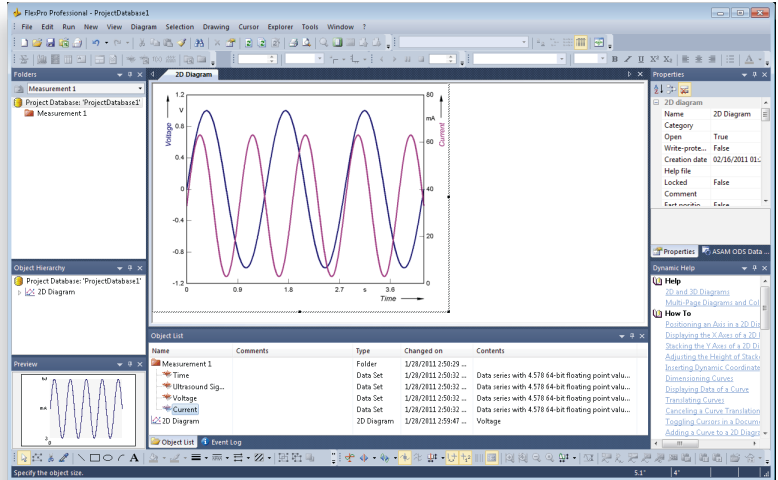 FlexPro Professional - ProjectDatabase1
File Edit Run New View Diagram Selection Drawing Cursor Explorer Tools Window ?
B I U X² X₂
Folders
2D Diagram
Properties
Measurement 1
Project Database: 'ProjectDatabase1'
Measurement 1
1.2
V
0.8
0.4
0
-0.4
-0.8
-1.2
Voltage
80
mA
60
40
20
0
Current
0 0.9 1.8 2.7 s 3.6
Time
2D diagram
Name 2D Diagram
Category
Open True
Write-prote... False
Creation date 02/16/2011 01:
Help file
Locked False
Comment
False
Properties ASAM ODS Data ...
Object Hierarchy
Project Database: 'ProjectDatabase1'
2D Diagram
Dynamic Help
Help
2D and 3D Diagrams
Multi-Page Diagrams and Col
How To
Positioning an Axis in a 2D Di
Displaying the X Axes of a 2D
Stacking the Y Axes of a 2D Di
Adjusting the Height of Stack
Inserting Dynamic Coordinate
Dimensioning Curves
Displaying Data of a Curve
Translating Curves
Canceling a Curve Translation
Toggling Cursors in a Docume
Adding a Curve to a 2D Diagr
Preview
mA
Object List
Name Comments Type Changed on Contents
Measurement 1 Folder 1/28/2011 2:50:29 ...
Time Data Set 1/28/2011 2:50:32 ... Data series with 4.578 64-bit floating point valu...
Ultrasound Sig... Data Set 1/28/2011 2:50:32 ... Data series with 4.578 64-bit floating point valu...
Voltage Data Set 1/28/2011 2:50:32 ... Data series with 4.578 64-bit floating point valu...
Current Data Set 1/28/2011 2:50:32 ... Data series with 4.578 64-bit floating point valu...
2D Diagram 2D Diagram 1/28/2011 2:59:47 ... Voltage
Object List Event Log
Specify the object size.
5.1" 4"